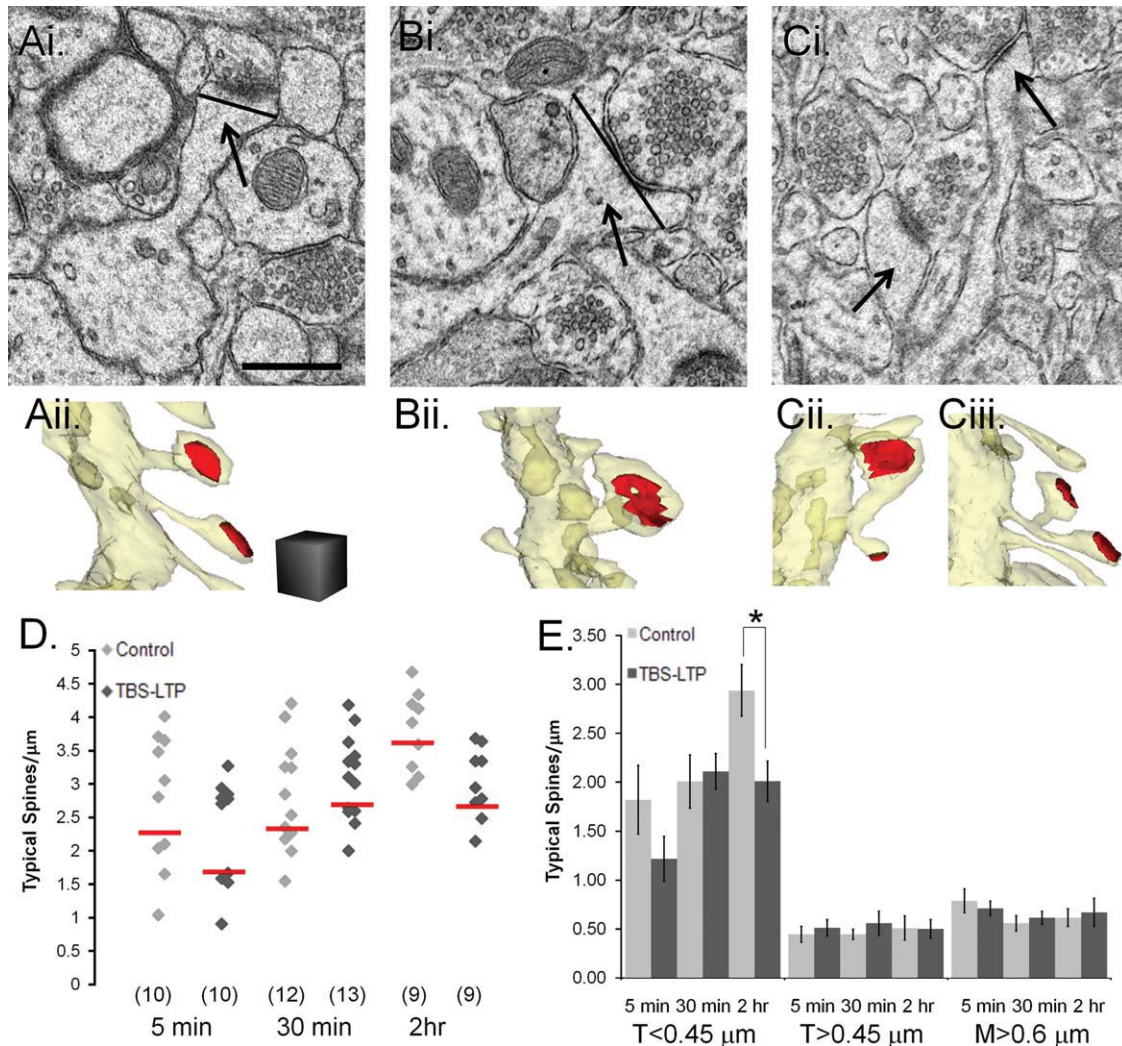 Ai.
Bi.
Ci.
Aii.
Bii.
Cii.
Ciii.
D.
Control
TBS-LTP
Typical Spines/µm
5
4.5
4
3.5
3
2.5
2
1.5
1
0.5
0
(10) (10) (12) (13) (9) (9)
5 min 30 min 2hr
E.
Control
TBS-LTP
*
Typical Spines/µm
3.50
3.00
2.50
2.00
1.50
1.00
0.50
0.00
5 min 30 min 2 hr 5 min 30 min 2 hr 5 min 30 min 2 hr
T<0.45 µm T>0.45 µm M>0.6 µm